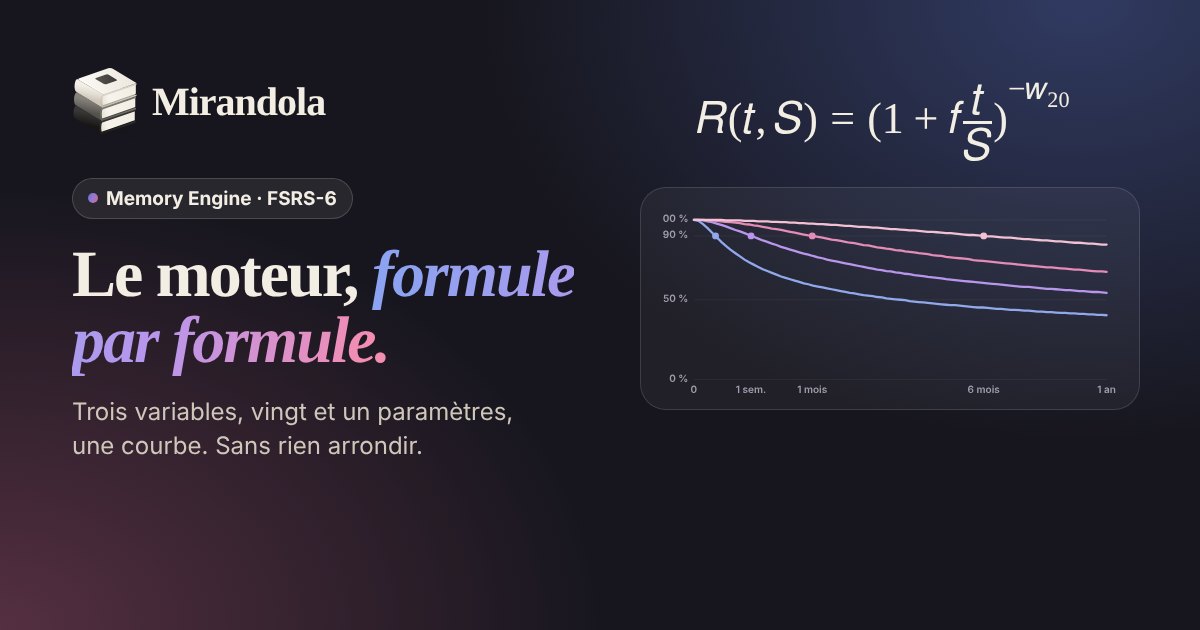 Mirandola
Memory Engine · FSRS-6
Le moteur, formule
par formule.
Trois variables, vingt et un paramètres,
une courbe. Sans rien arrondir.
R(t, S) = (1 + f t/S)^−w₂₀
00 %
90 %
50 %
0 %
0 1 sem. 1 mois 6 mois 1 an